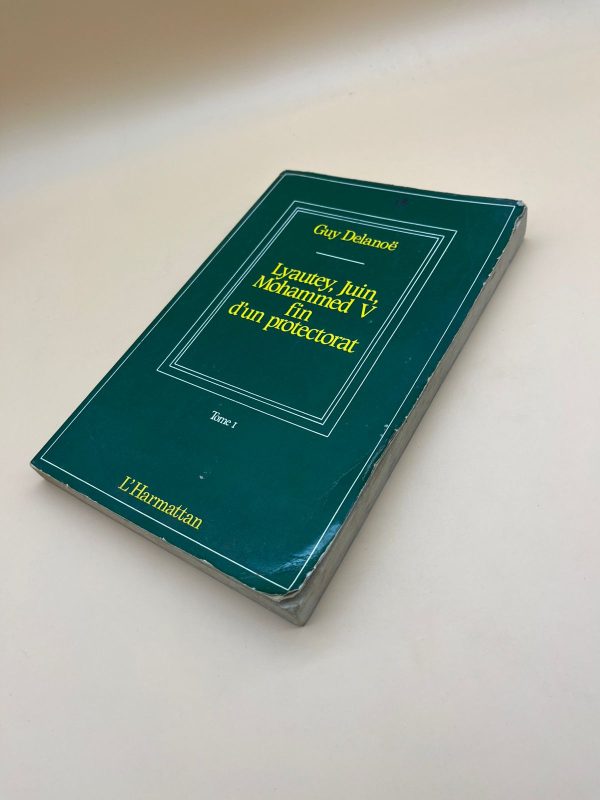 Guy Delanoë
Lyautey, Juin,
Mohammed V
fin
d'un protectorat
Tome 1
L'Harmattan